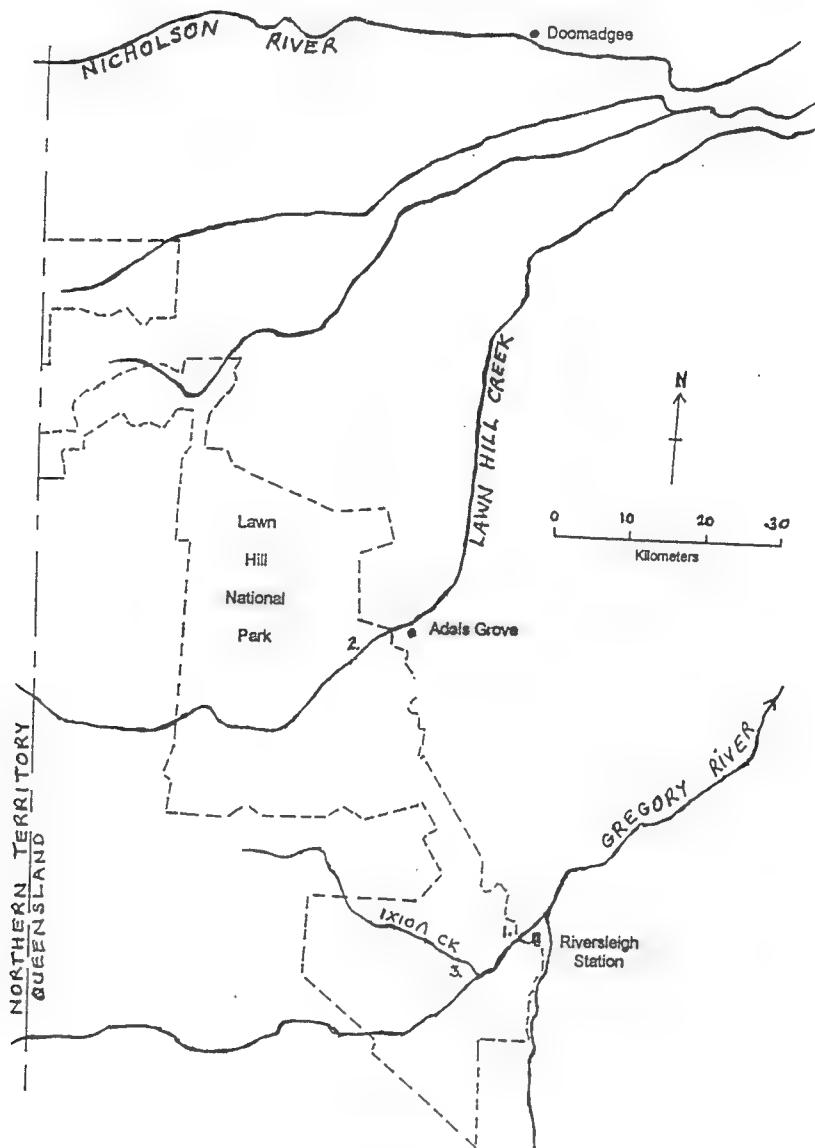 NICHOLSON RIVER
Doomadgee
LAWN HILL CREEK
N
0 10 20 30
Kilometers
Lawn
Hill
National
Park
2.
Adels Grove
NORTHERN TERRITORY
QUEENSLAND
GREGORY RIVER
IXION CK
1.
Riversleigh
Station
3.